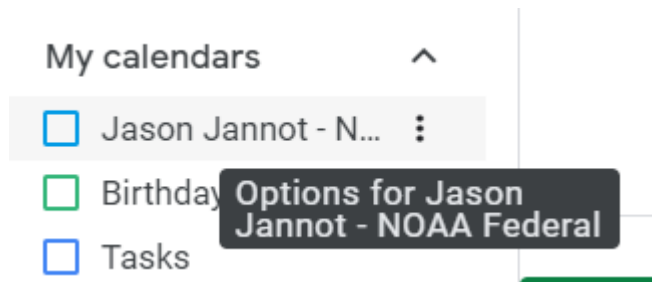 My calendars
Jason Jannot - N...
Birthday
Options for Jason
Jannot - NOAA Federal
Tasks